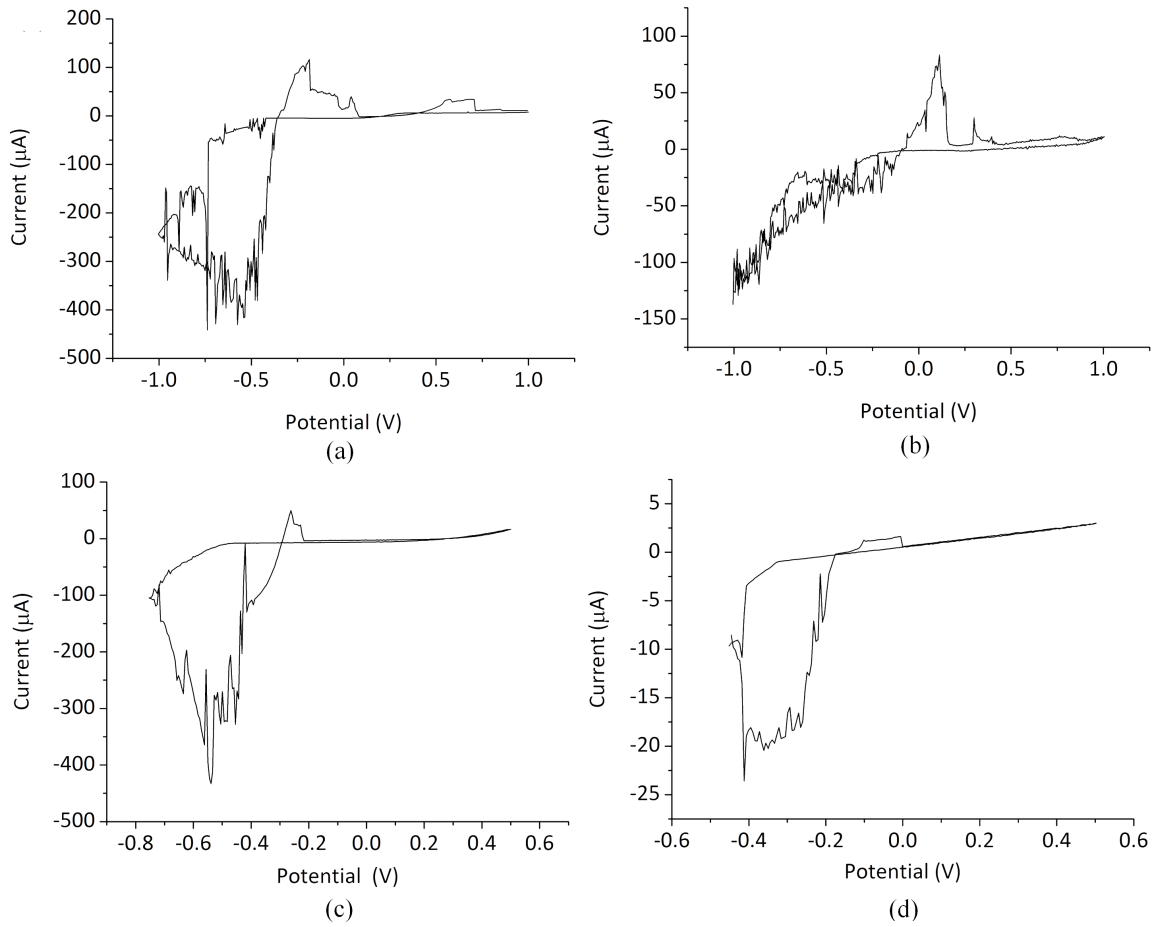 200
100
0
-100
-200
-300
-400
-500
Current (μA)
-1.0 -0.5 0.0 0.5 1.0
Potential (V)
(a)
100
50
0
-50
-100
-150
Current (μA)
-1.0 -0.5 0.0 0.5 1.0
Potential (V)
(b)
100
0
-100
-200
-300
-400
-500
Current (μA)
-0.8 -0.6 -0.4 -0.2 0.0 0.2 0.4 0.6
Potential (V)
(c)
5
0
-5
-10
-15
-20
-25
Current (μA)
-0.6 -0.4 -0.2 0.0 0.2 0.4 0.6
Potential (V)
(d)